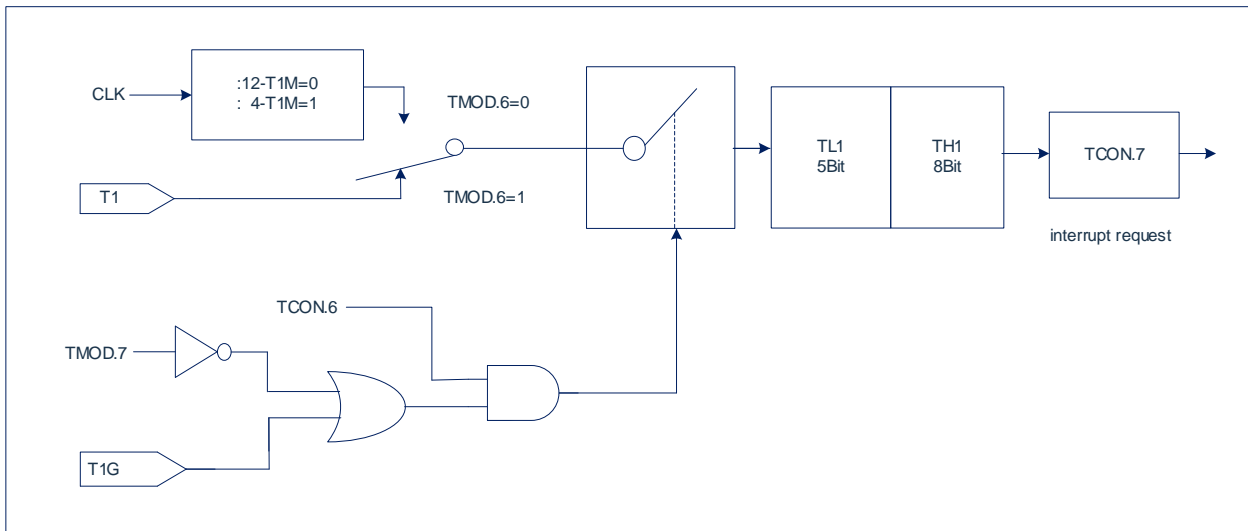 :12-T1M=0
: 4-T1M=1
CLK
TMOD.6=0
T1
TMOD.6=1
TL1
5Bit
TH1
8Bit
TCON.7
interrupt request
TCON.6
TMOD.7
T1G